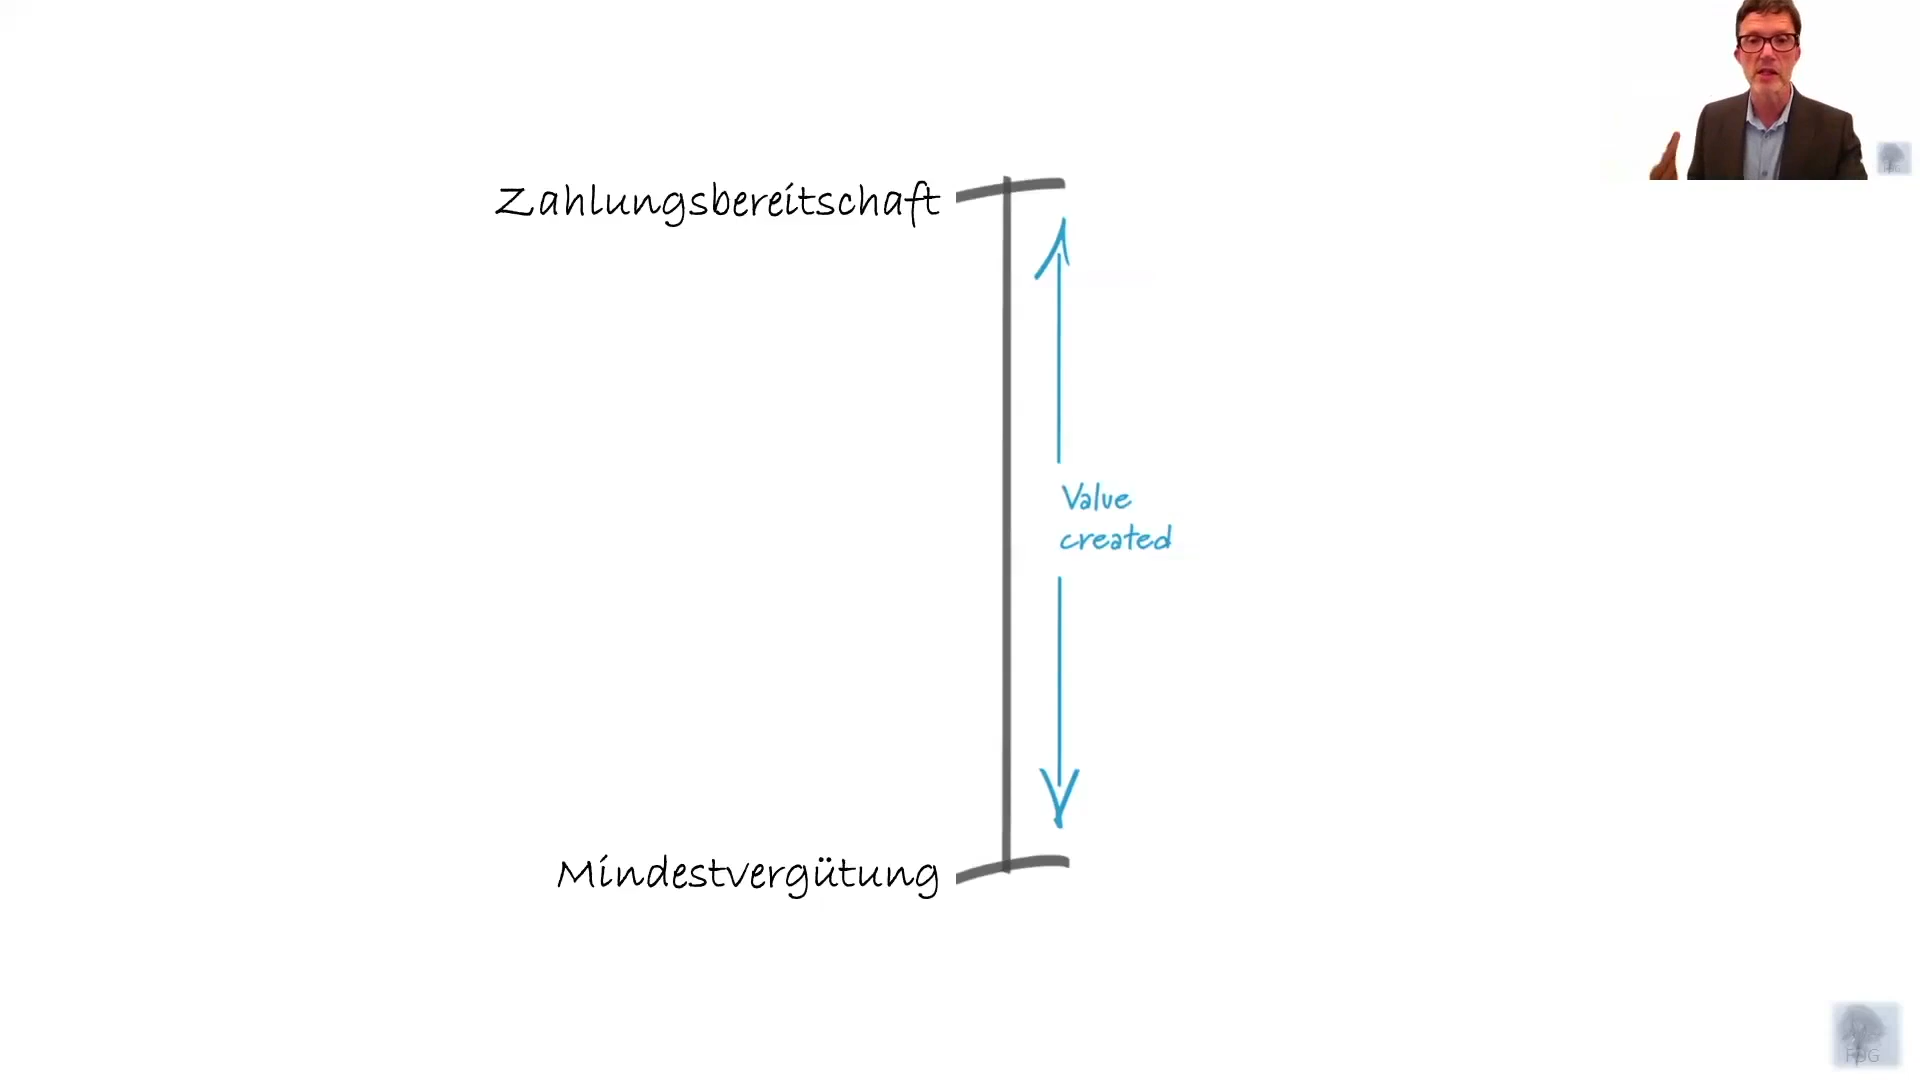 Zahlungsbereitschaft
Value
created
Mindestvergütung